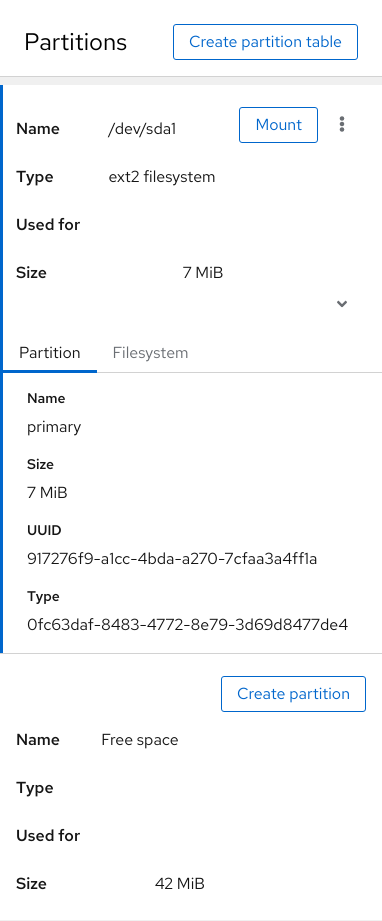 Partitions Create partition table
Name /dev/sda1 Mount
Type ext2 filesystem
Used for
Size 7 MiB
Partition Filesystem
Name
primary
Size
7 MiB
UUID
917276f9-a1cc-4bda-a270-7cfaa3a4ff1a
Type
0fc63daf-8483-4772-8e79-3d69d8477de4
Create partition
Name Free space
Type
Used for
Size 42 MiB